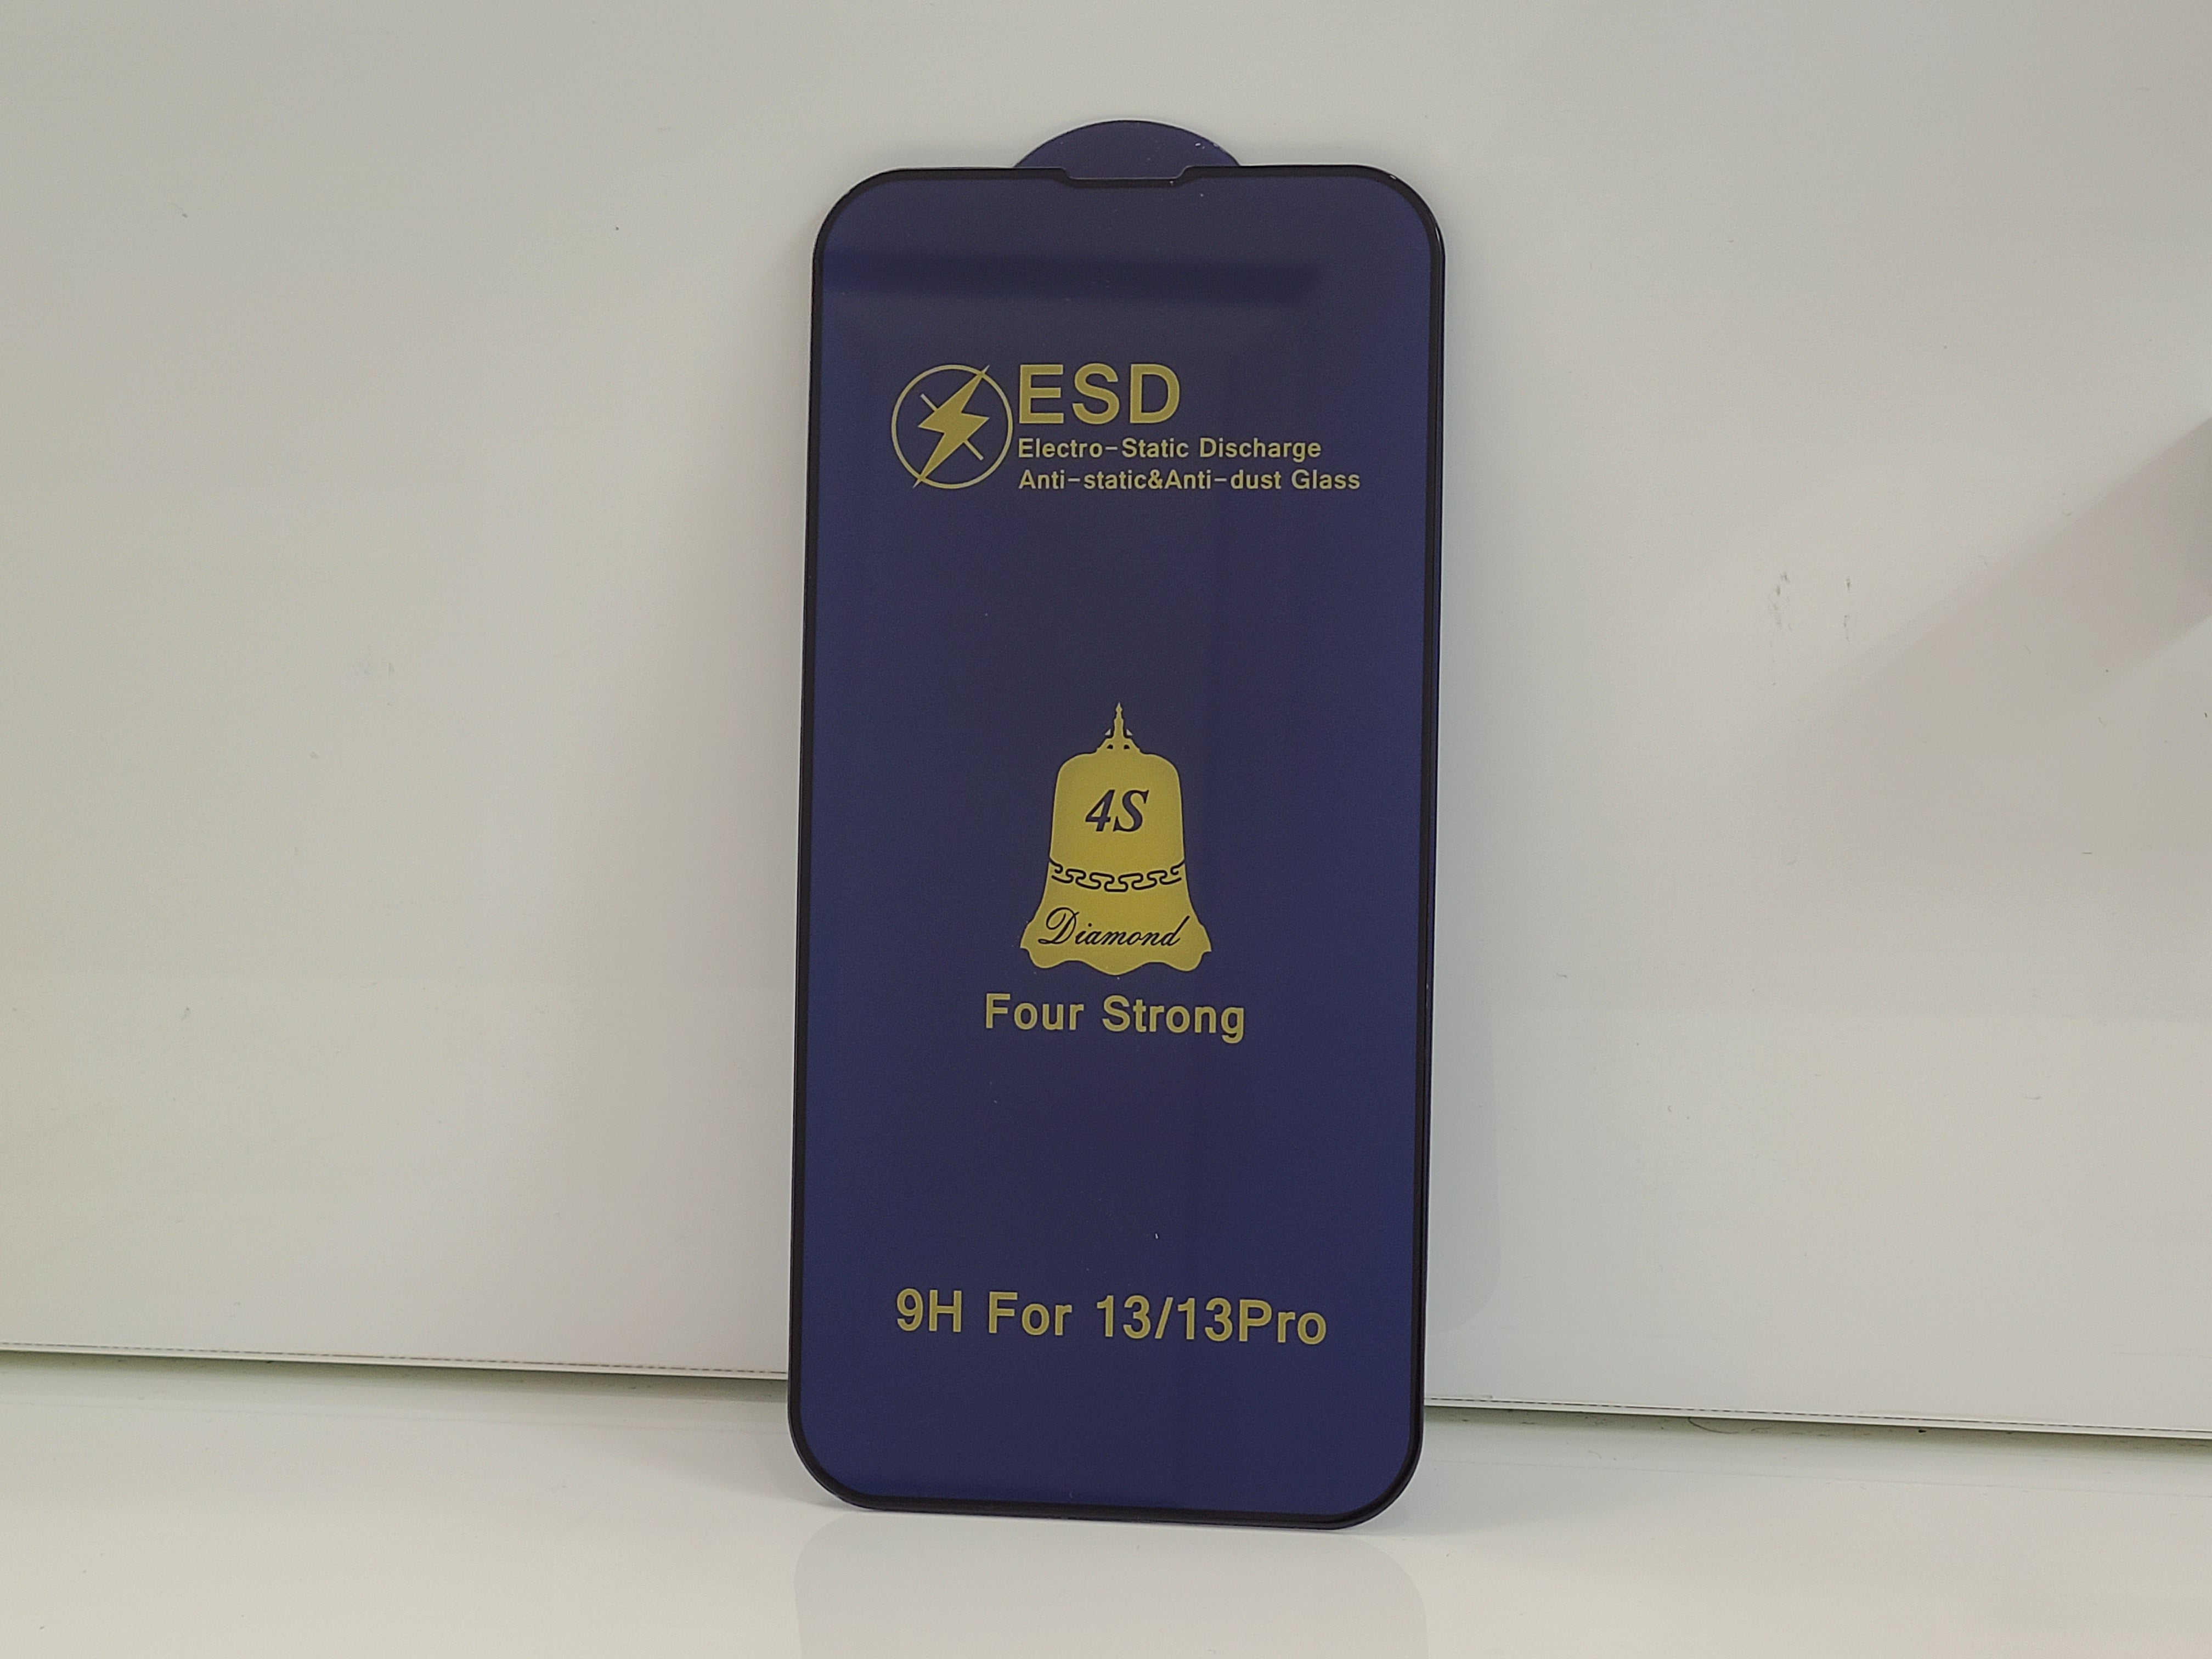 ESD
Electro-Static Discharge
Anti-static&Anti-dust Glass
4S
Diamond
Four Strong
9H For 13/13Pro